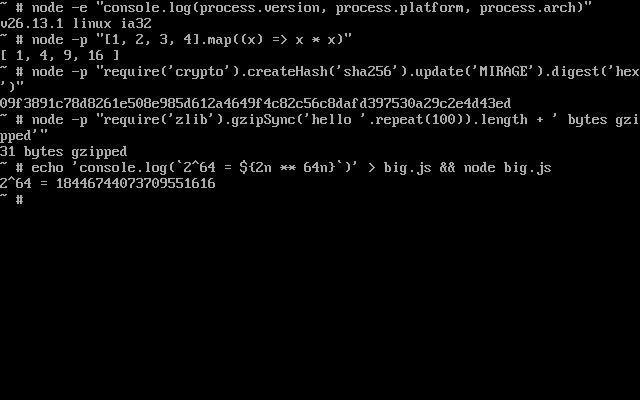 ~ # node -e "console.log(process.version, process.platform, process.arch)"
v26.13.1 linux ia32
~ # node -p "[1, 2, 3, 4].map((x) => x * x)"
[ 1, 4, 9, 16 ]
~ # node -p "require('crypto').createHash('sha256').update('MIRAGE').digest('hex
')"
09f3891c78d8261e508e985d612a4649f4c82c56c8dafd397530a29c2e4d43ed
~ # node -p "require('zlib').gzipSync('hello '.repeat(100)).length + ' bytes gzi
pped'"
31 bytes gzipped
~ # echo 'console.log(`2^64 = ${2n ** 64n}`)' > big.js && node big.js
2^64 = 18446744073709551616
~ #